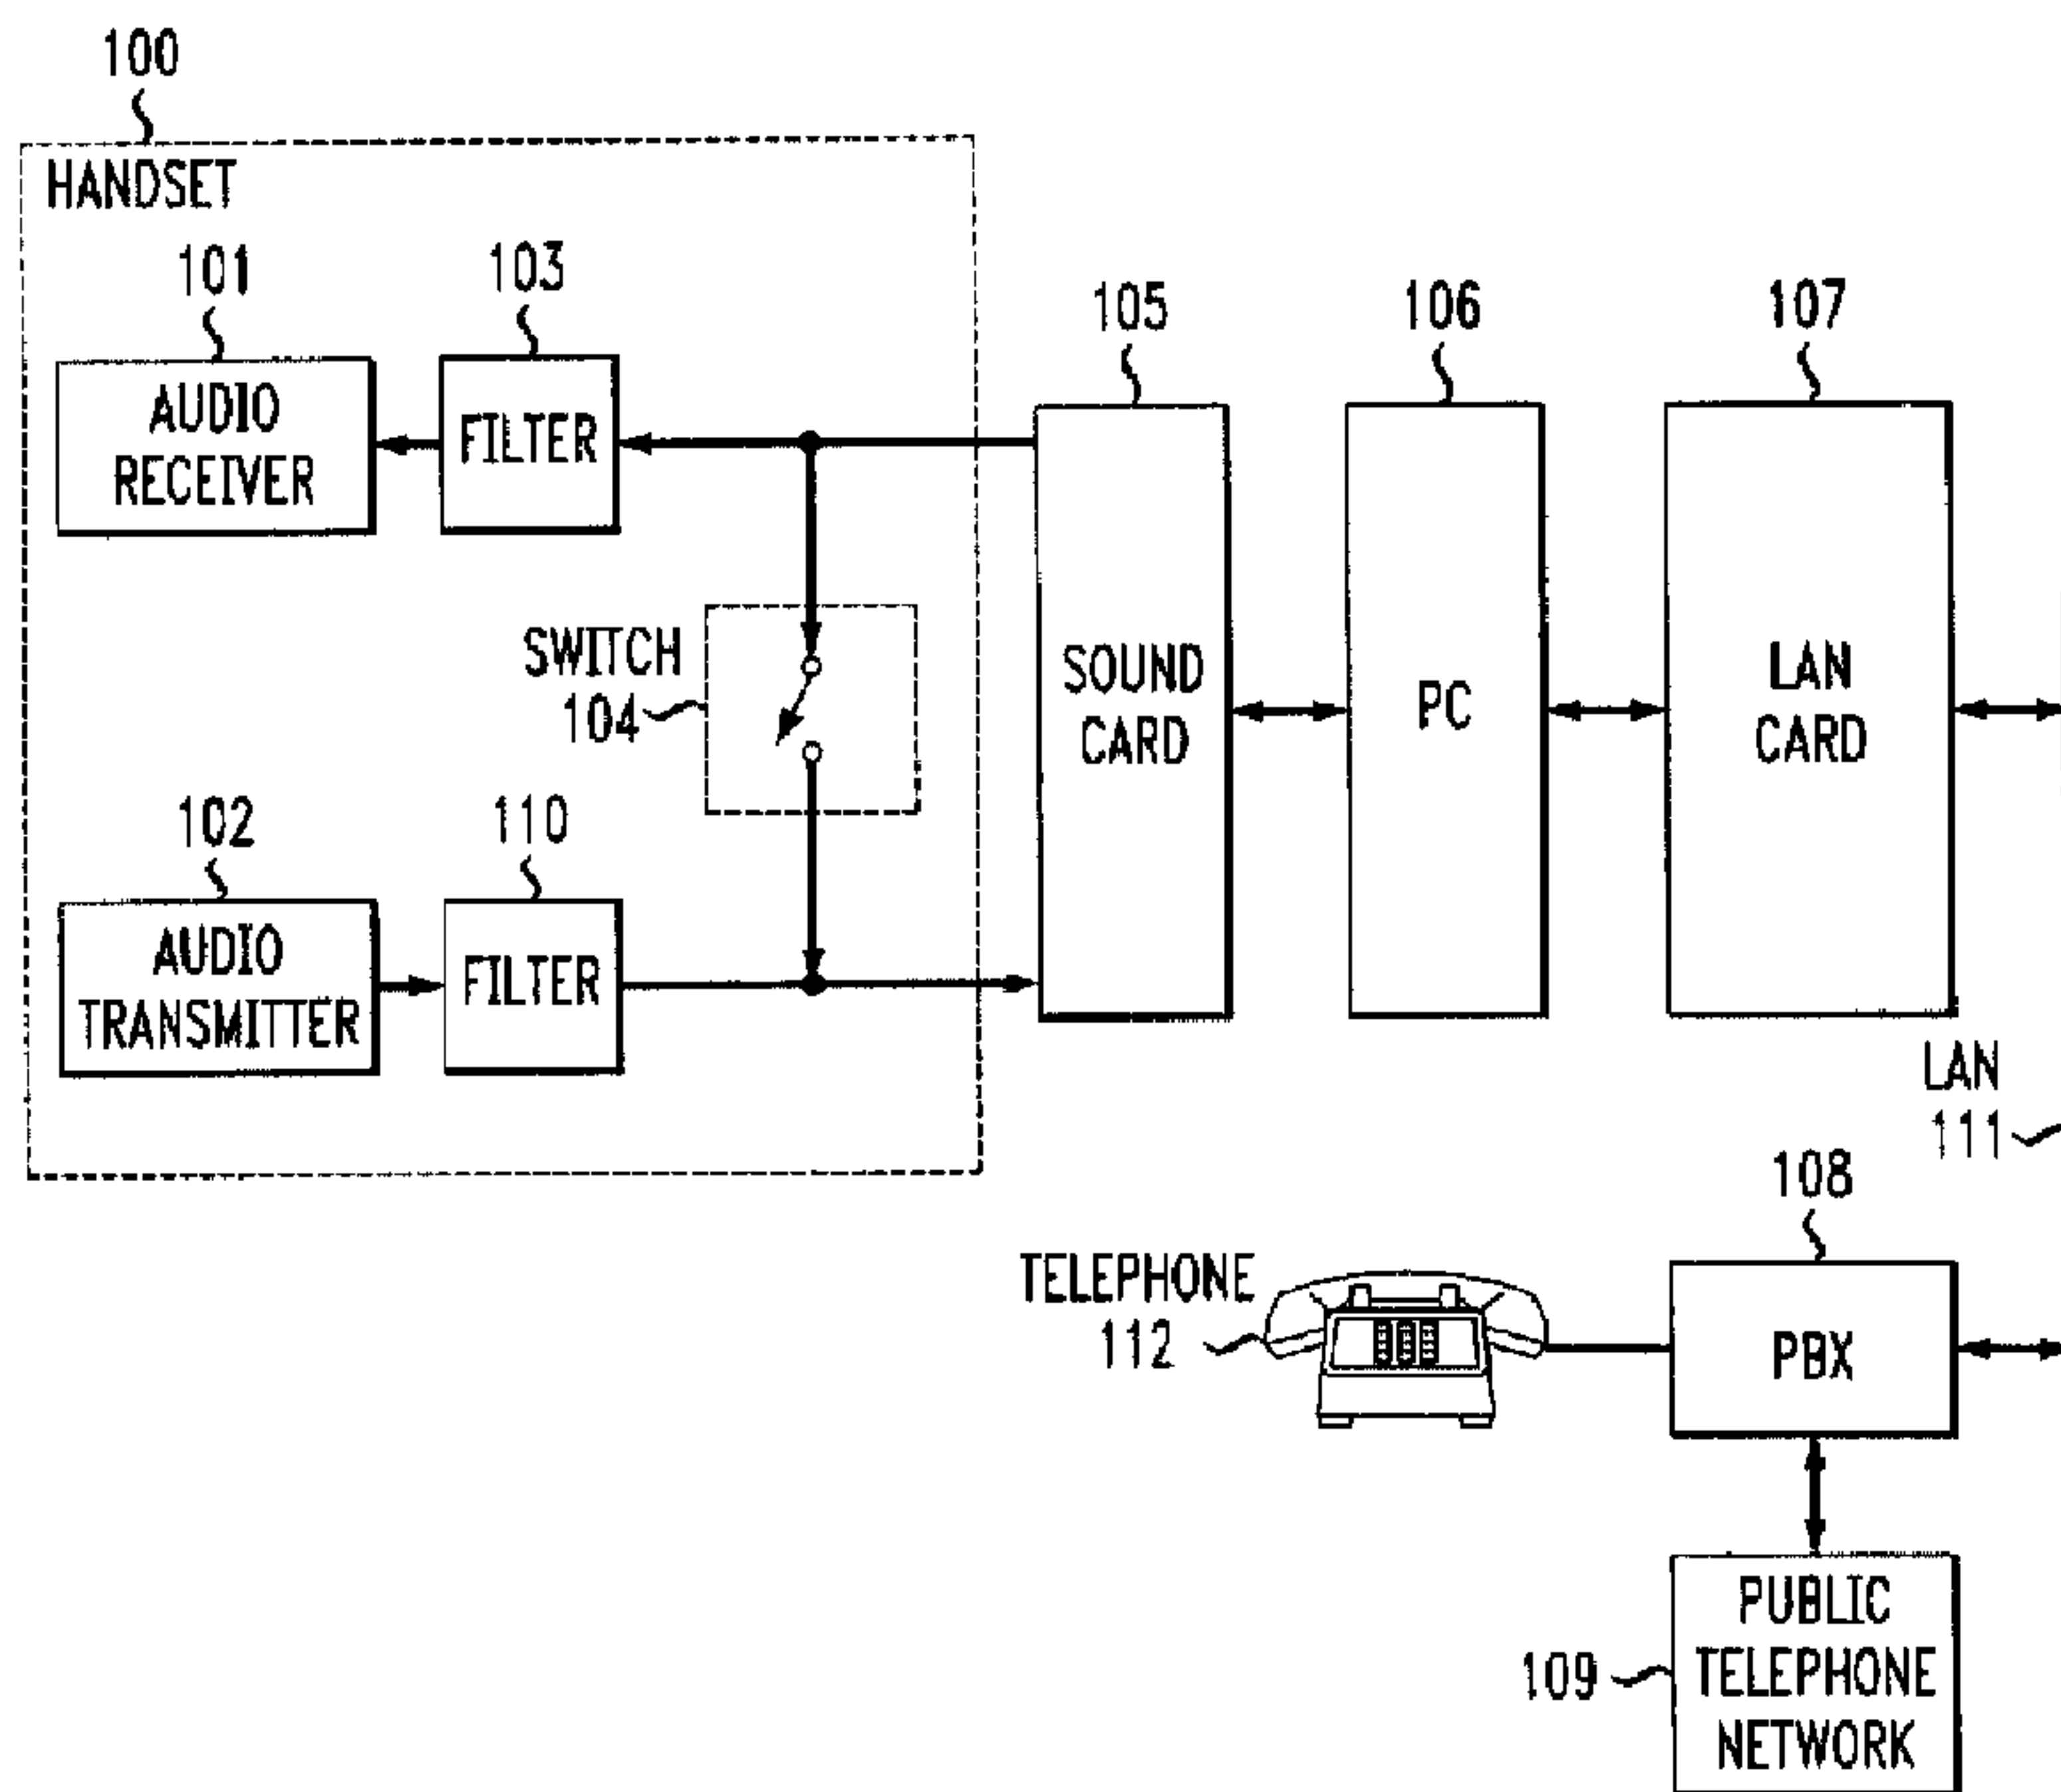 100
HANDSET
101
103
105
106
107
AUDIO
RECEIVER
FILTER
SWITCH
104
SOUND
CARD
PC
LAN
CARD
102
110
AUDIO
TRANSMITTER
FILTER
LAN
111
108
TELEPHONE
112
PBX
109
PUBLIC
TELEPHONE
NETWORK